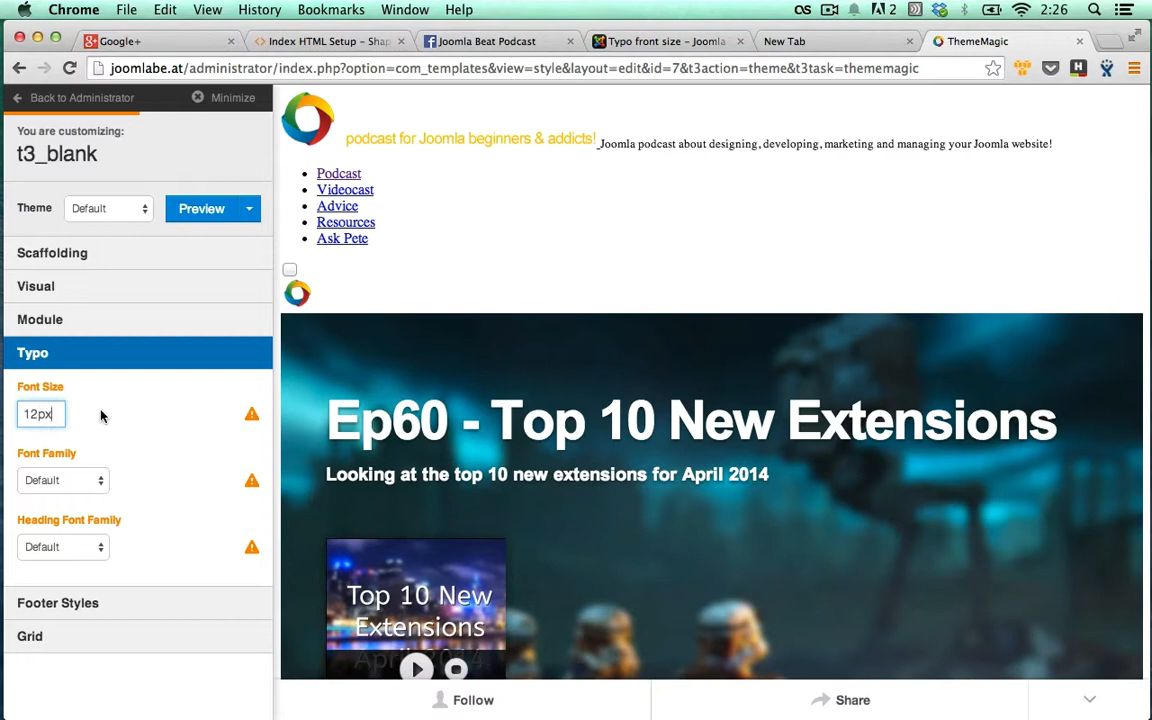 Chrome File Edit View History Bookmarks Window Help
2 2:26
Google+
Index HTML Setup - Sha
Joomla Beat Podcast
Typo front size - Joomla
New Tab
ThemeMagic
joomlabe.at/administrator/index.php?option=com_templates&view=style&layout=edit&id=7&t3action=theme&t3task=thememagic
Back to Administrator
Minimize
You are customizing:
t3_blank
Theme Default Preview
Scaffolding
Visual
Module
Typo
Font Size
12px
Font Family
Default
Heading Font Family
Default
Footer Styles
Grid
podcast for Joomla beginners & addicts! Joomla podcast about designing, developing, marketing and managing your Joomla website!
Podcast
Videocast
Advice
Resources
Ask Pete
Ep60 - Top 10 New Extensions
Looking at the top 10 new extensions for April 2014
Top 10 New
Extensions
April 2014
Follow
Share